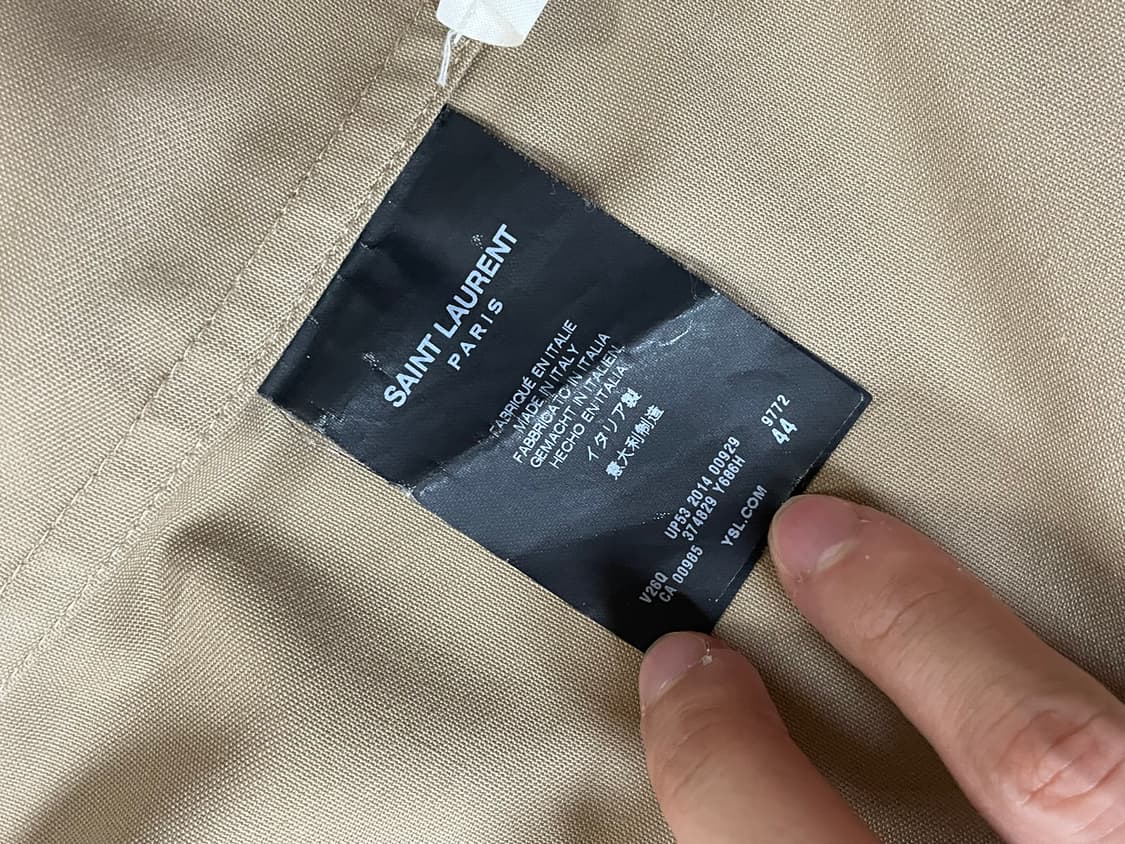 SAINT LAURENT
PARIS
FABRIQUÉ EN ITALIE
MADE IN ITALY
FABBRICATO IN ITALIA
GEMACHT IN ITALIEN
HECHO EN ITALIA
イタリア製
意大利制造
V2SQ UP53 2014 00929 9772
CA 00985 374829 Y686H 44
YSL.COM